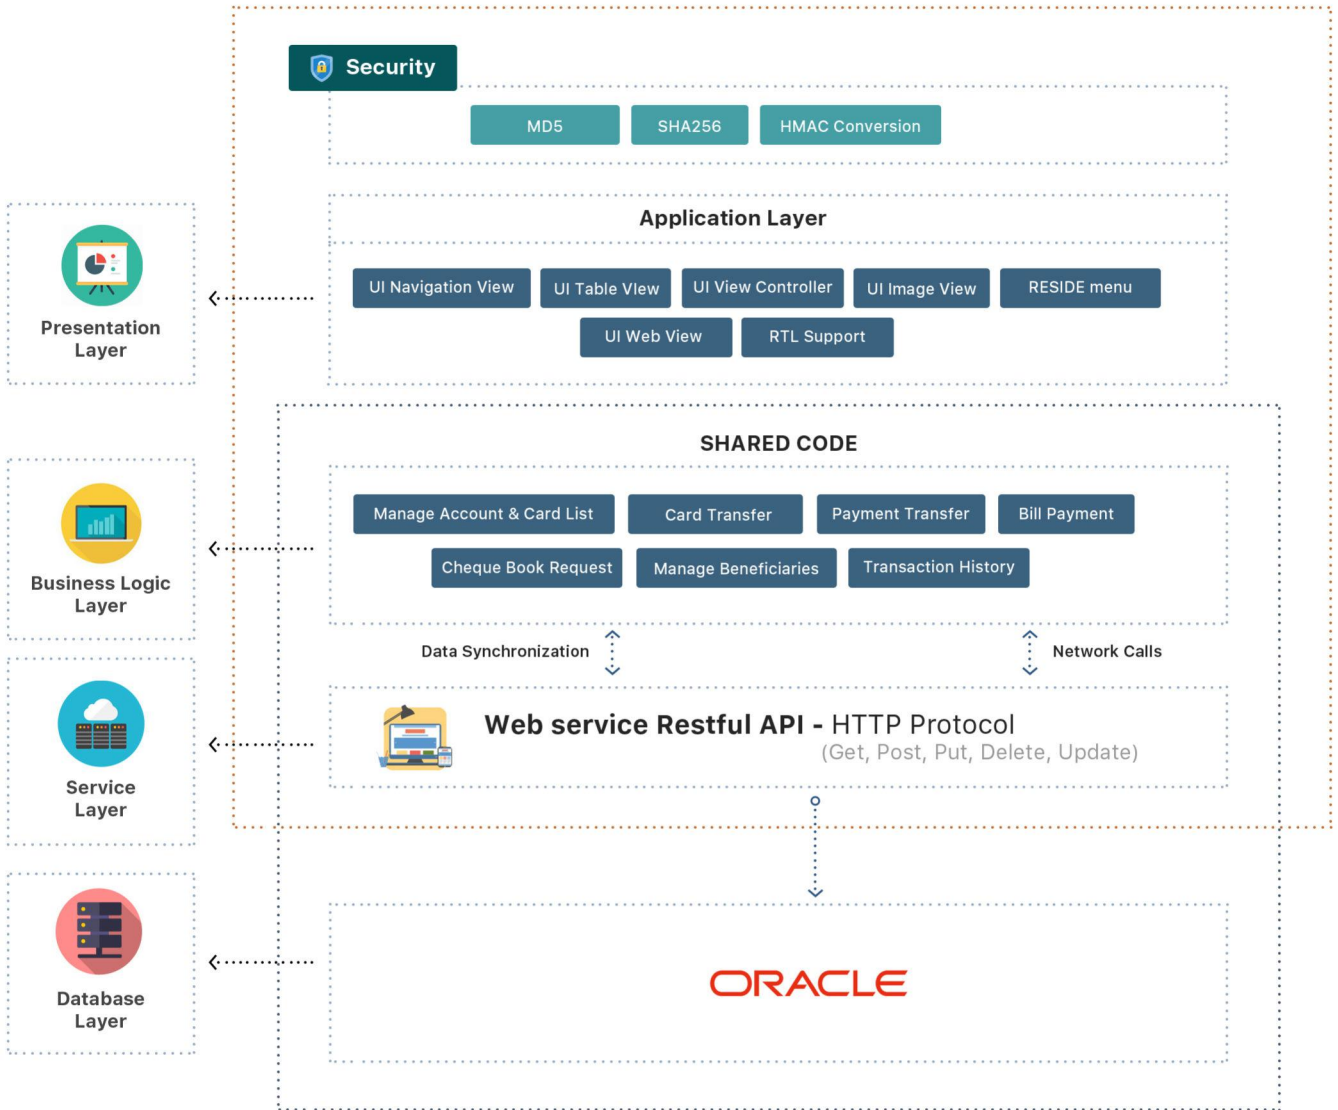 Security
MD5
SHA256
HMAC Conversion
Application Layer
UI Navigation View
UI Table VIew
UI View Controller
UI Image View
RESIDE menu
UI Web View
RTL Support
Presentation
Layer
SHARED CODE
Manage Account & Card List
Card Transfer
Payment Transfer
Bill Payment
Cheque Book Request
Manage Beneficiaries
Transaction History
Business Logic
Layer
Data Synchronization
Network Calls
Web service Restful API - HTTP Protocol
(Get, Post, Put, Delete, Update)
Service
Layer
ORACLE
Database
Layer